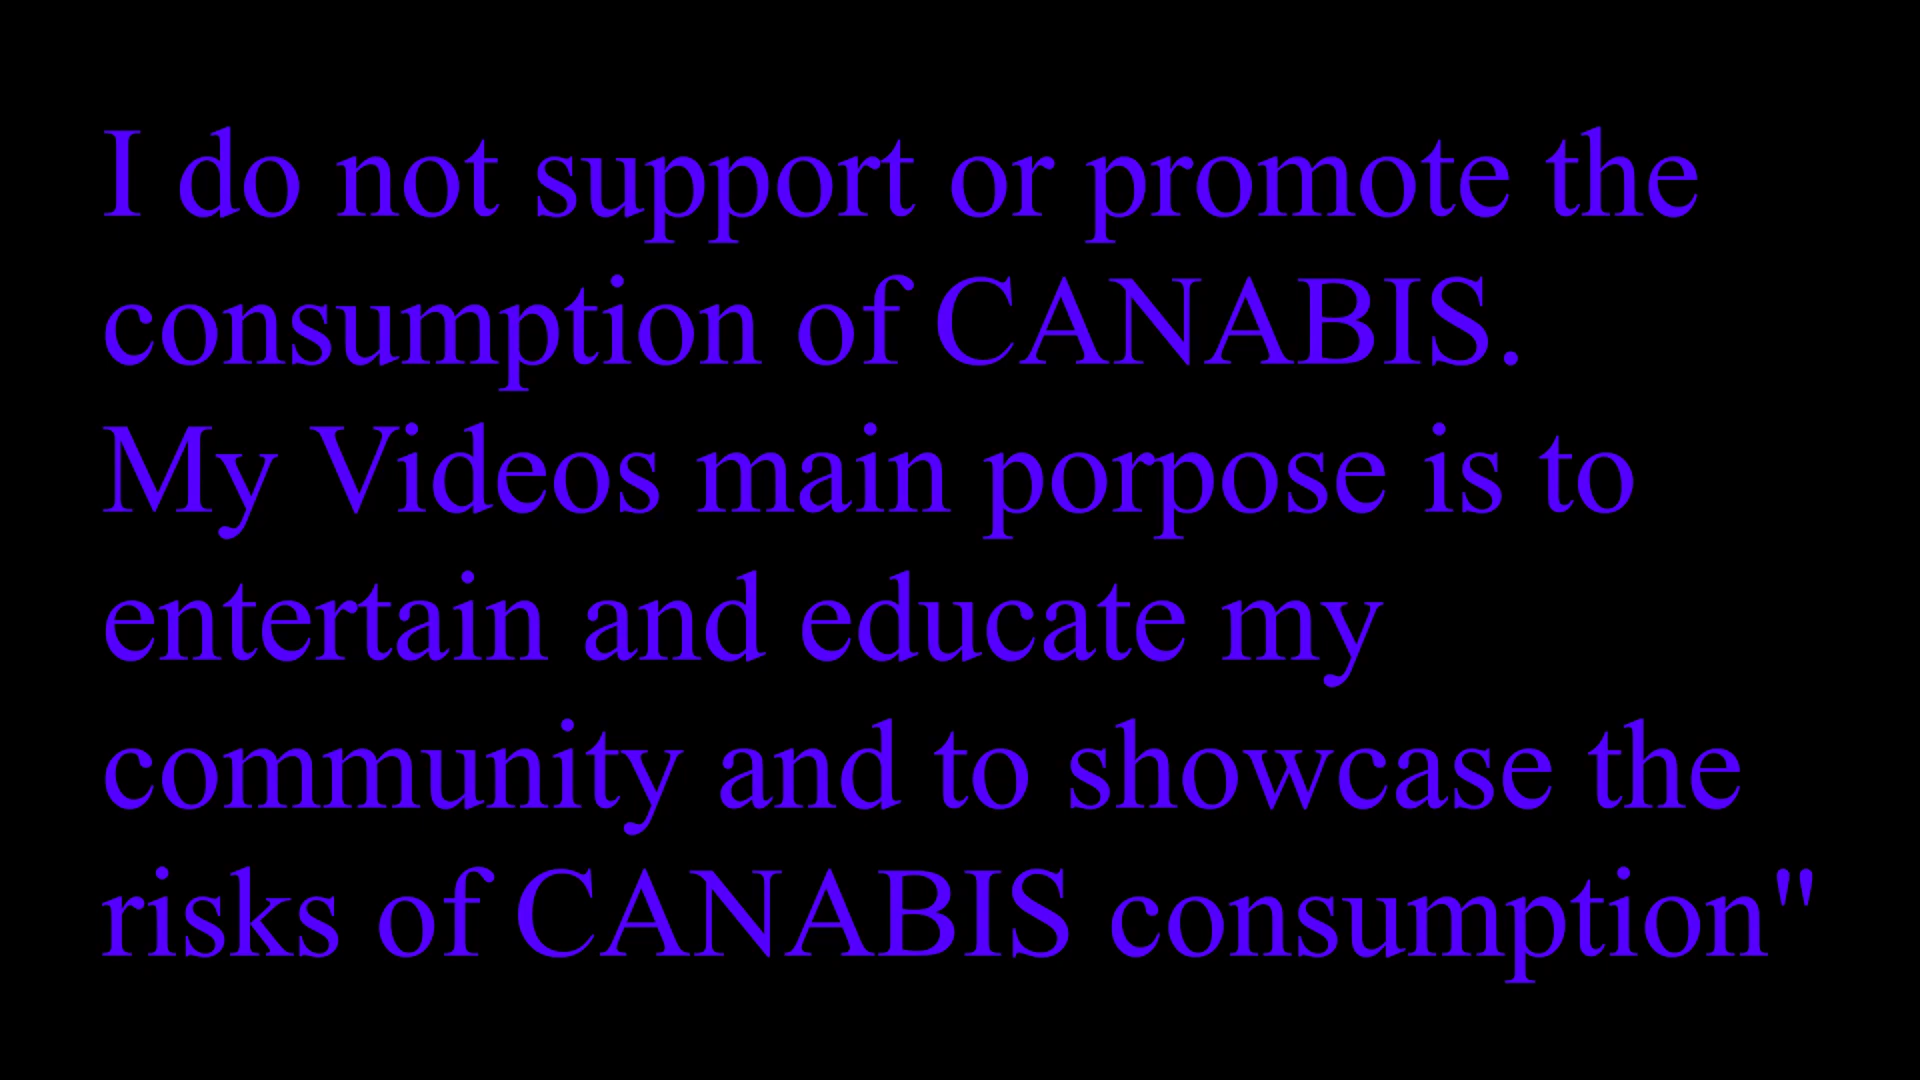 I do not support or promote the
consumption of CANABIS.
My Videos main porpose is to
entertain and educate my
community and to showcase the
risks of CANABIS consumption"